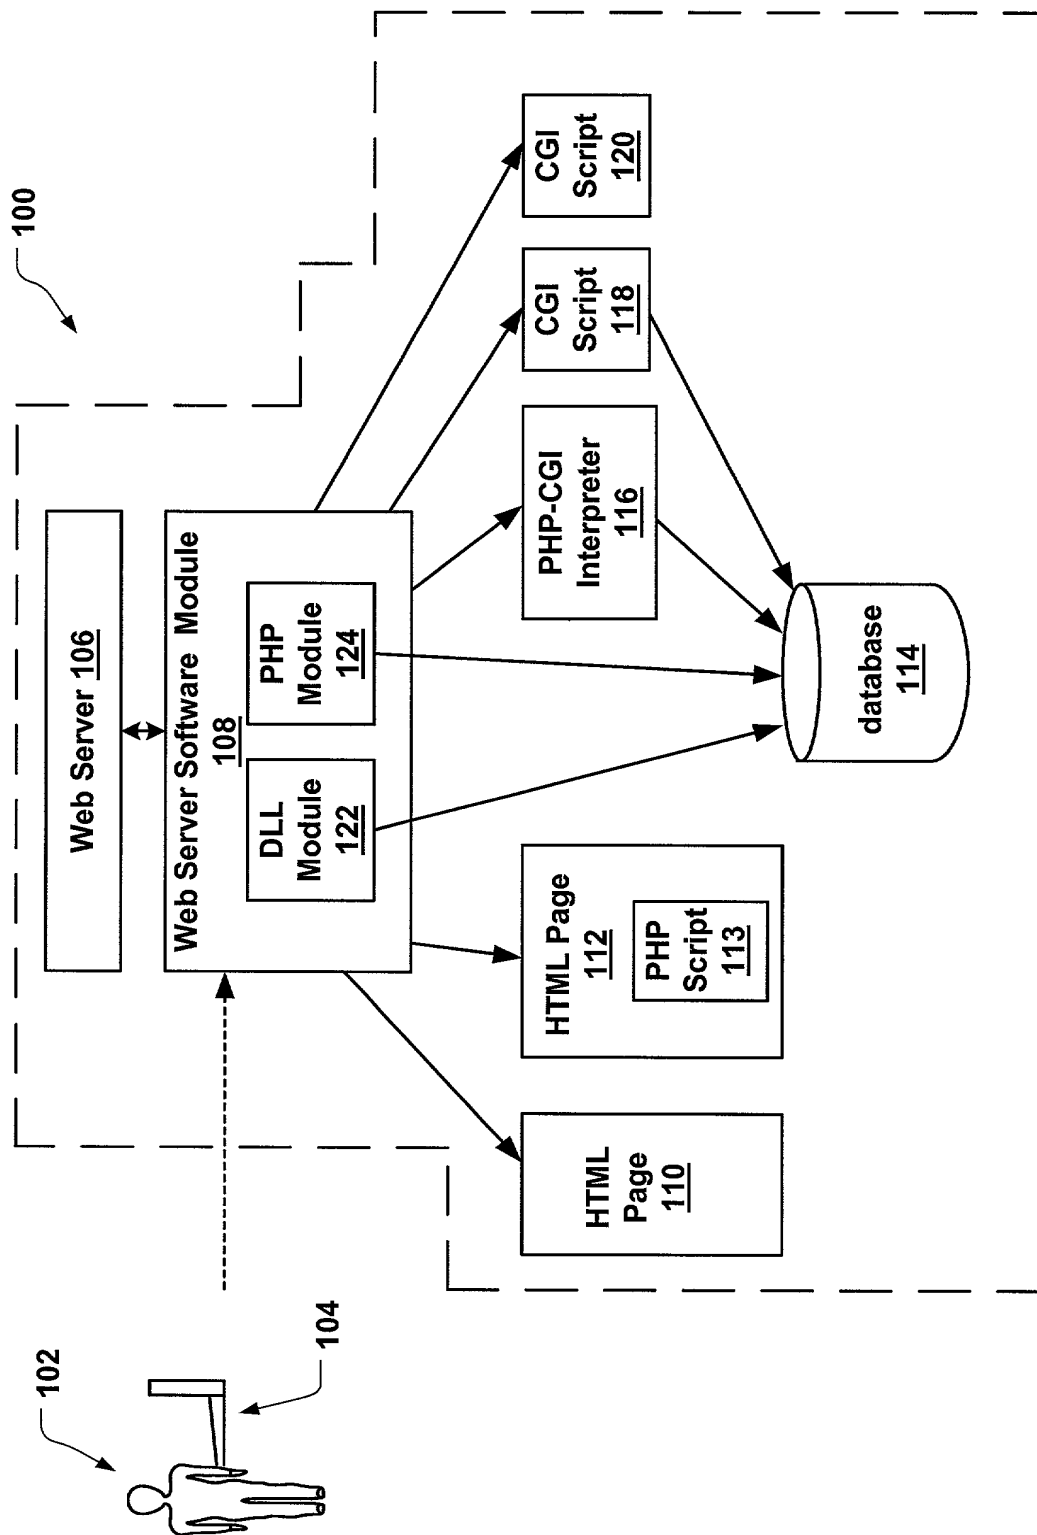 100
102
104
Web Server 106
Web Server Software Module
108
DLL
Module
122
PHP
Module
124
HTML
Page
110
HTML Page
112
PHP
Script
113
PHP-CGI
Interpreter
116
CGI
Script
118
CGI
Script
120
database
114